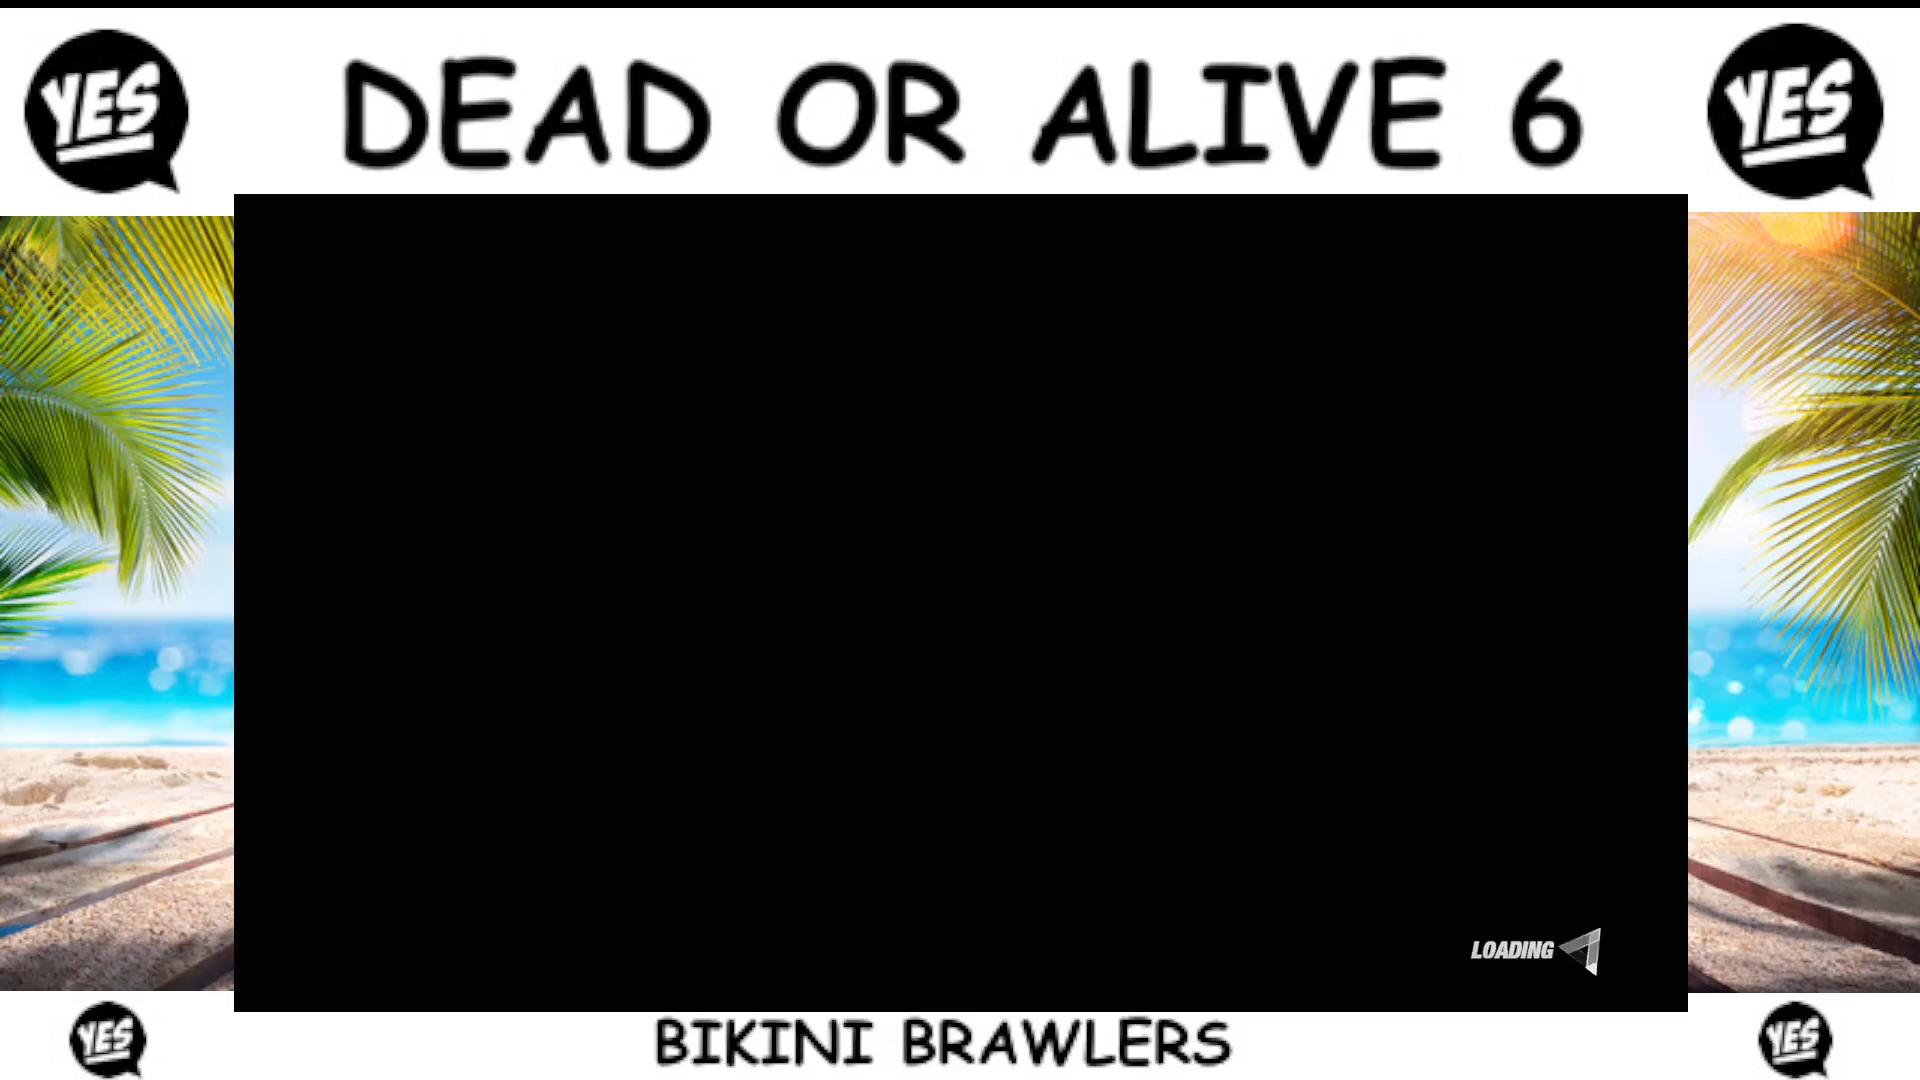 YES
DEAD OR ALIVE 6
YES
LOADING
YES
BIKINI BRAWLERS
YES